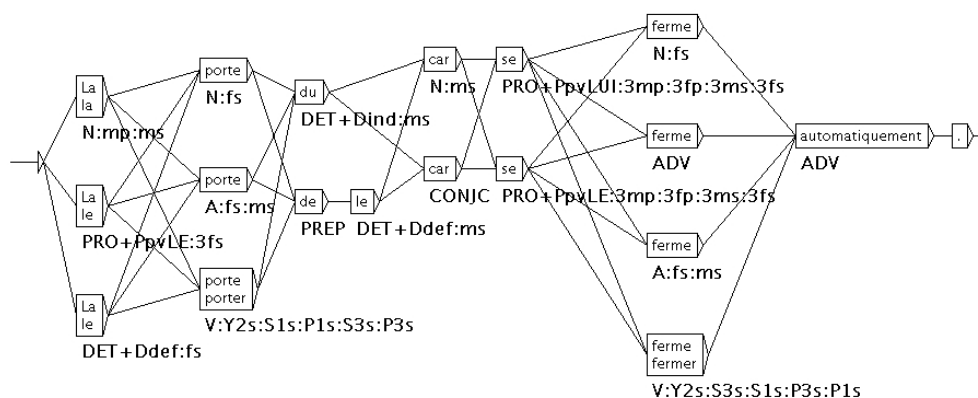 La
la
N:mp:ms
La
le
PRO+PpvLE:3fs
La
le
DET+Ddef:fs
porte
N:fs
porte
A:fs:ms
porte
porter
V:Y2s:S1s:P1s:S3s:P3s
du
DET+Dind:ms
de
PREP
le
DET+Ddef:ms
car
N:ms
car
CONJC
se
PRO+PpvLUI:3mp:3fp:3ms:3fs
se
PRO+PpvLE:3mp:3fp:3ms:3fs
ferme
N:fs
ferme
ADV
ferme
A:fs:ms
ferme
fermer
V:Y2s:S3s:S1s:P3s:P1s
automatiquement
ADV
.